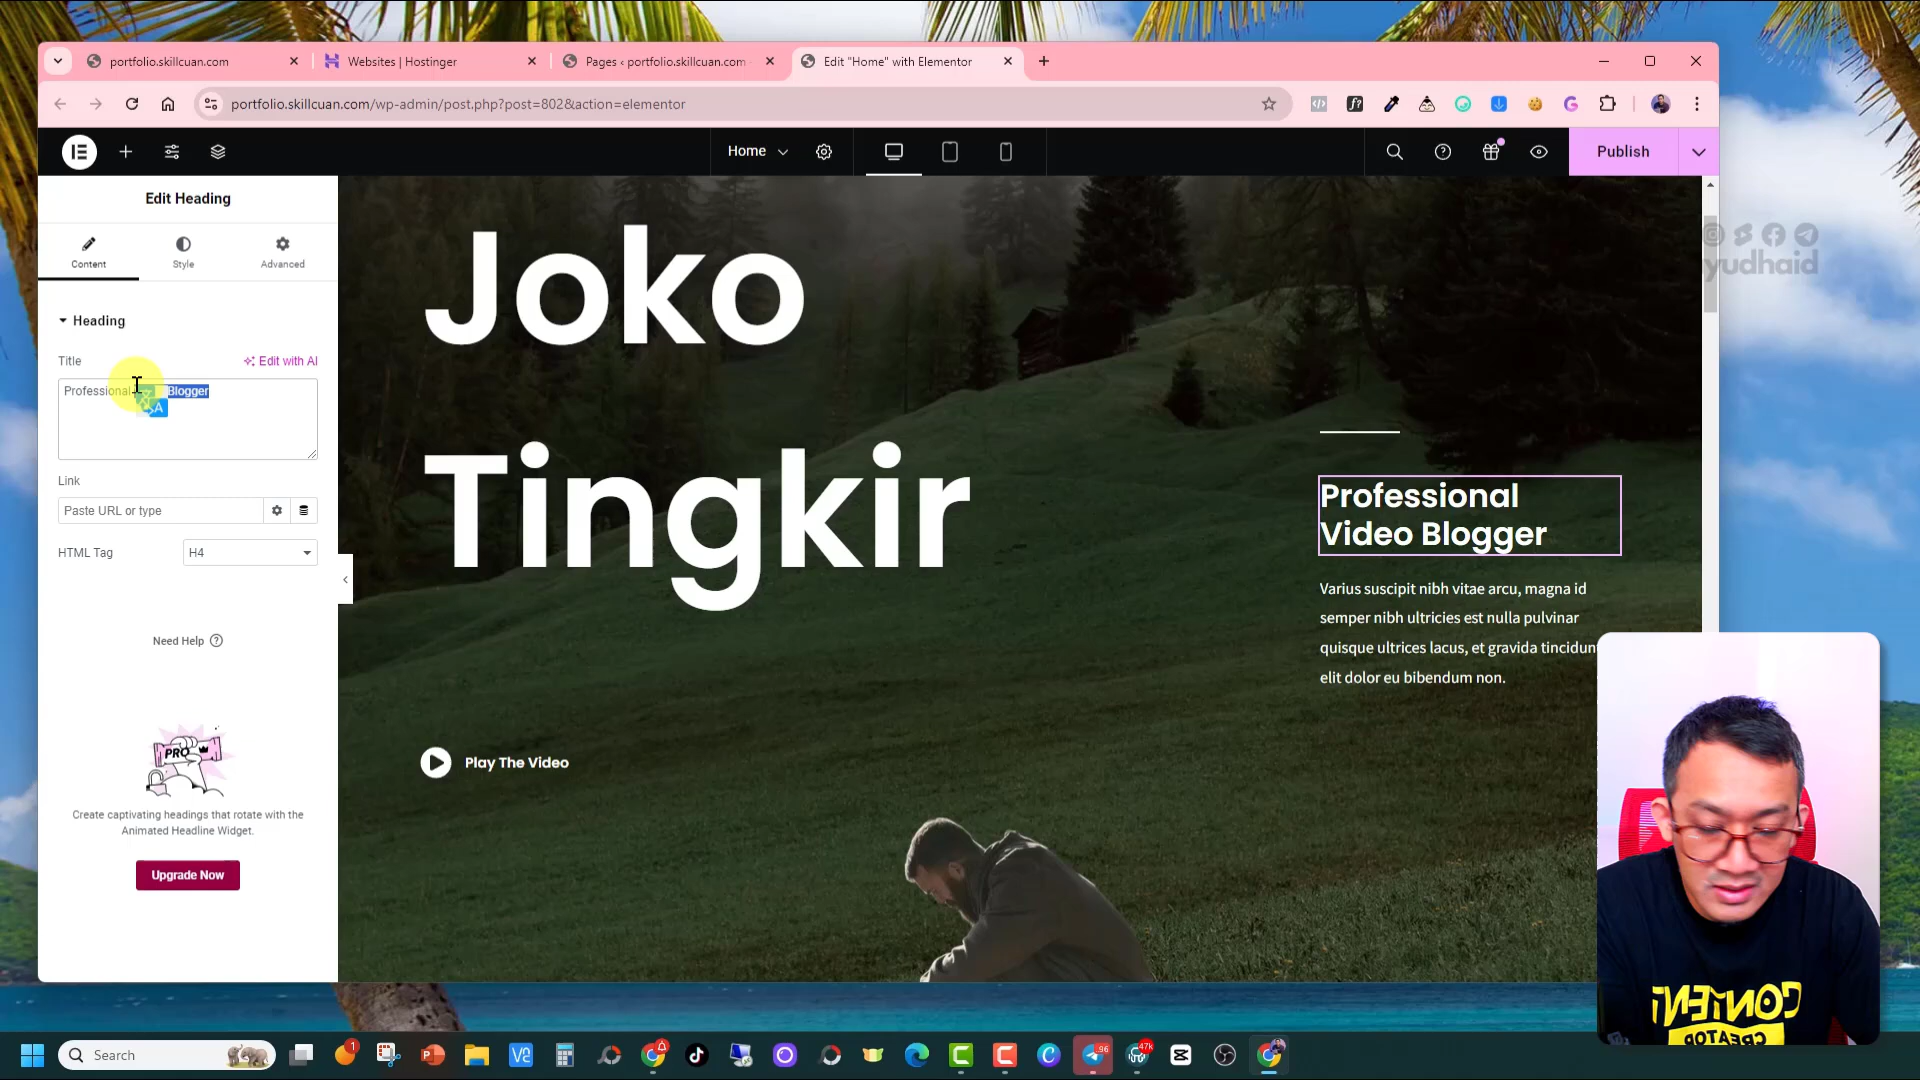 portfolio.skillcuan.com
Websites | Hostinger
Pages ‹ portfolio.skillcuan.com
Edit "Home" with Elementor
portfolio.skillcuan.com/wp-admin/post.php?post=802&action=elementor
Home
Publish
Edit Heading
Content
Style
Advanced
Heading
Title
Edit with AI
Professional Blogger
Link
Paste URL or type
HTML Tag
H4
Need Help
PRO
Create captivating headings that rotate with the
Animated Headline Widget.
Upgrade Now
Joko
Tingkir
Play The Video
Professional
Video Blogger
Varius suscipit nibh vitae arcu, magna id
semper nibh ultricies est nulla pulvinar
quisque ultrices lacus, et gravida tincidun
elit dolor eu bibendum non.
yudhaid
CONTENT
CREATOR
Search
1
96
47k